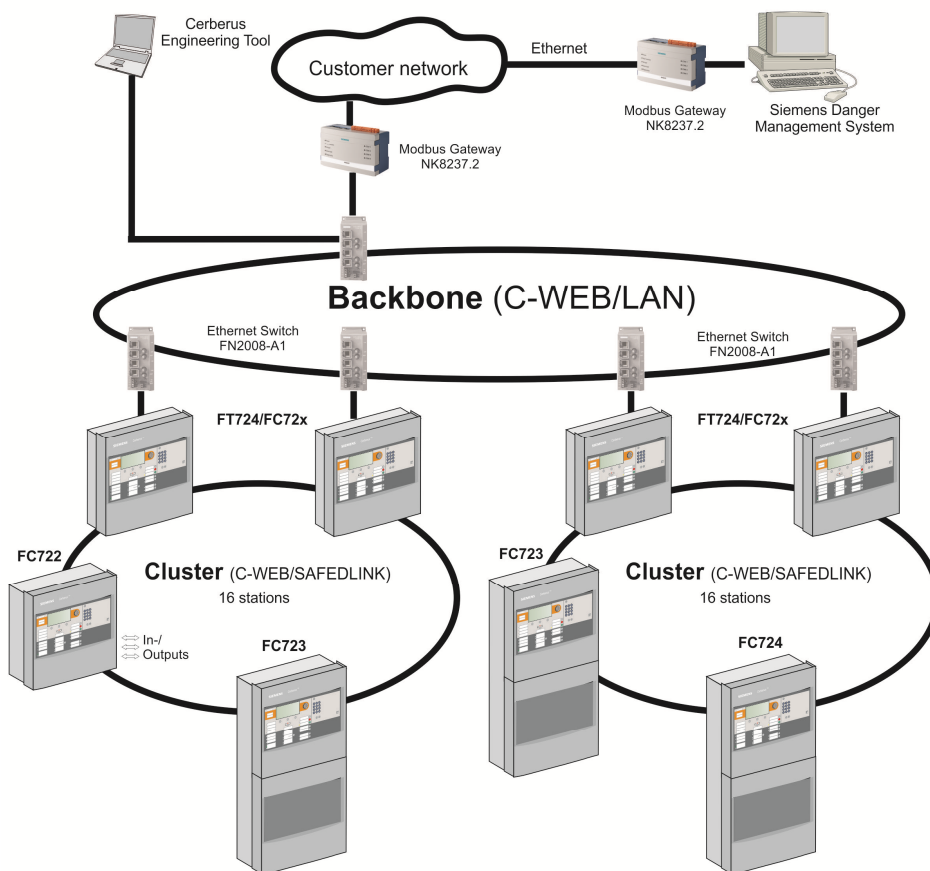 Cerberus
Engineering Tool
Customer network
Ethernet
Modbus Gateway
NK8237.2
Siemens Danger
Management System
Modbus Gateway
NK8237.2
Backbone (C-WEB/LAN)
Ethernet Switch
FN2008-A1
Ethernet Switch
FN2008-A1
FT724/FC72x
FT724/FC72x
FC722
Cluster (C-WEB/SAFEDLINK)
16 stations
In-/
Outputs
FC723
FC723
Cluster (C-WEB/SAFEDLINK)
16 stations
FC724